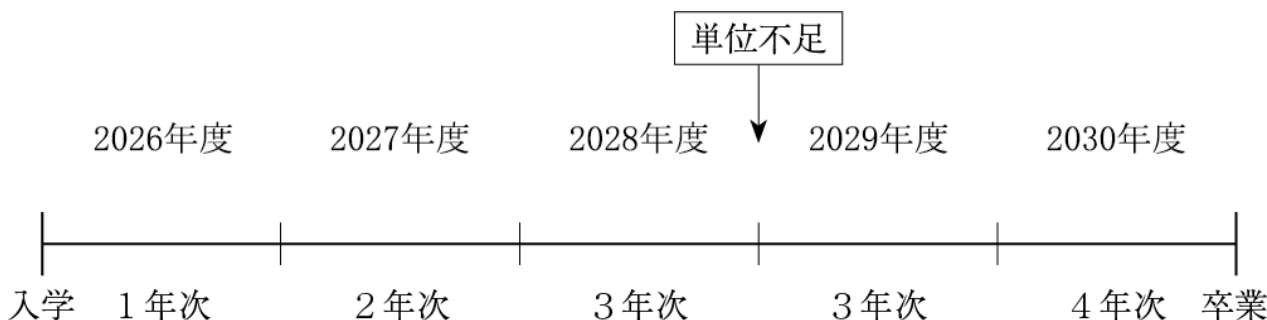 単位不足
2026年度 2027年度 2028年度 2029年度 2030年度
入学 1年次 2年次 3年次 3年次 4年次 卒業